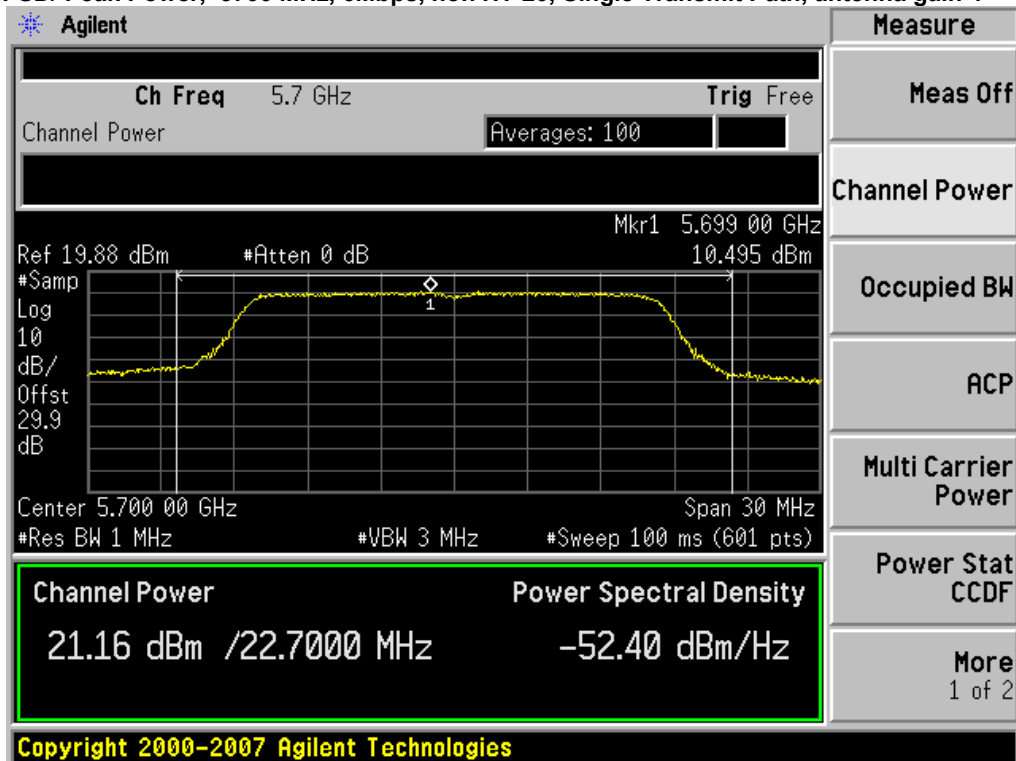 Agilent
Measure
Ch Freq 5.7 GHz Trig Free
Channel Power Averages: 100
Mkr1 5.699 00 GHz
Ref 19.88 dBm #Atten 0 dB 10.495 dBm
#Samp
Log
10
dB/
Offst
29.9
dB
1
Center 5.700 00 GHz Span 30 MHz
#Res BW 1 MHz #VBW 3 MHz #Sweep 100 ms (601 pts)
Channel Power Power Spectral Density
21.16 dBm /22.7000 MHz -52.40 dBm/Hz
Copyright 2000-2007 Agilent Technologies
Meas Off
Channel Power
Occupied BW
ACP
Multi Carrier
Power
Power Stat
CCDF
More
1 of 2